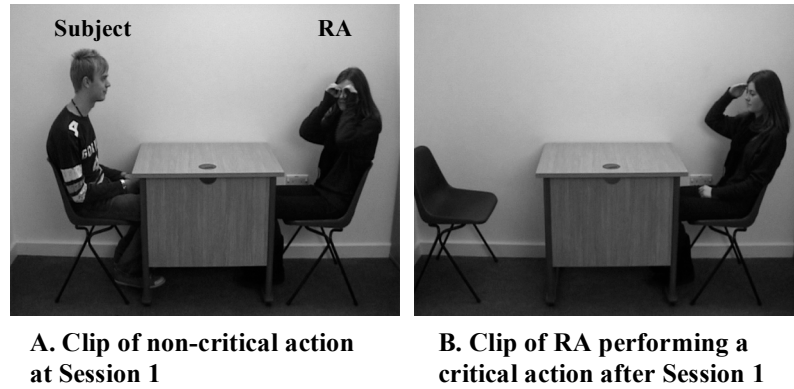 Subject
RA
A. Clip of non-critical action
at Session 1
B. Clip of RA performing a
critical action after Session 1